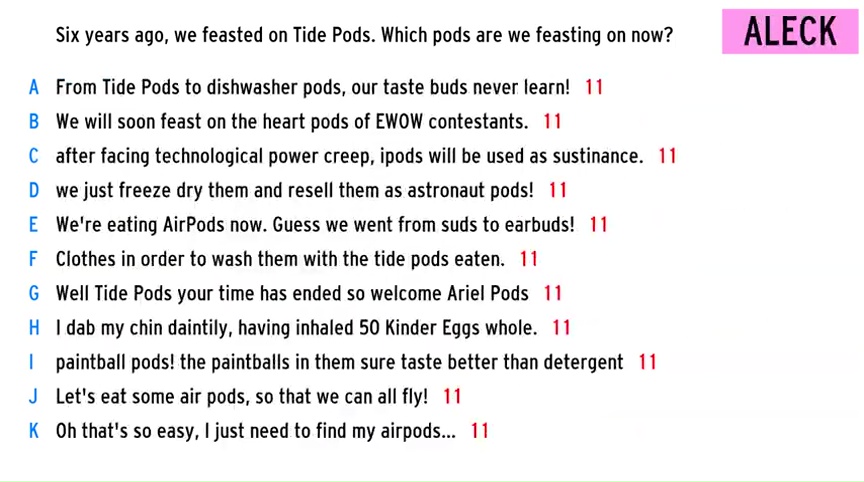 Six years ago, we feasted on Tide Pods. Which pods are we feasting on now?
ALECK
A From Tide Pods to dishwasher pods, our taste buds never learn! 11
B We will soon feast on the heart pods of EWOW contestants. 11
C after facing technological power creep, ipods will be used as sustinance. 11
D we just freeze dry them and resell them as astronaut pods! 11
E We're eating AirPods now. Guess we went from suds to earbuds! 11
F Clothes in order to wash them with the tide pods eaten. 11
G Well Tide Pods your time has ended so welcome Ariel Pods 11
H I dab my chin daintily, having inhaled 50 Kinder Eggs whole. 11
I paintball pods! the paintballs in them sure taste better than detergent 11
J Let's eat some air pods, so that we can all fly! 11
K Oh that's so easy, I just need to find my airpods... 11